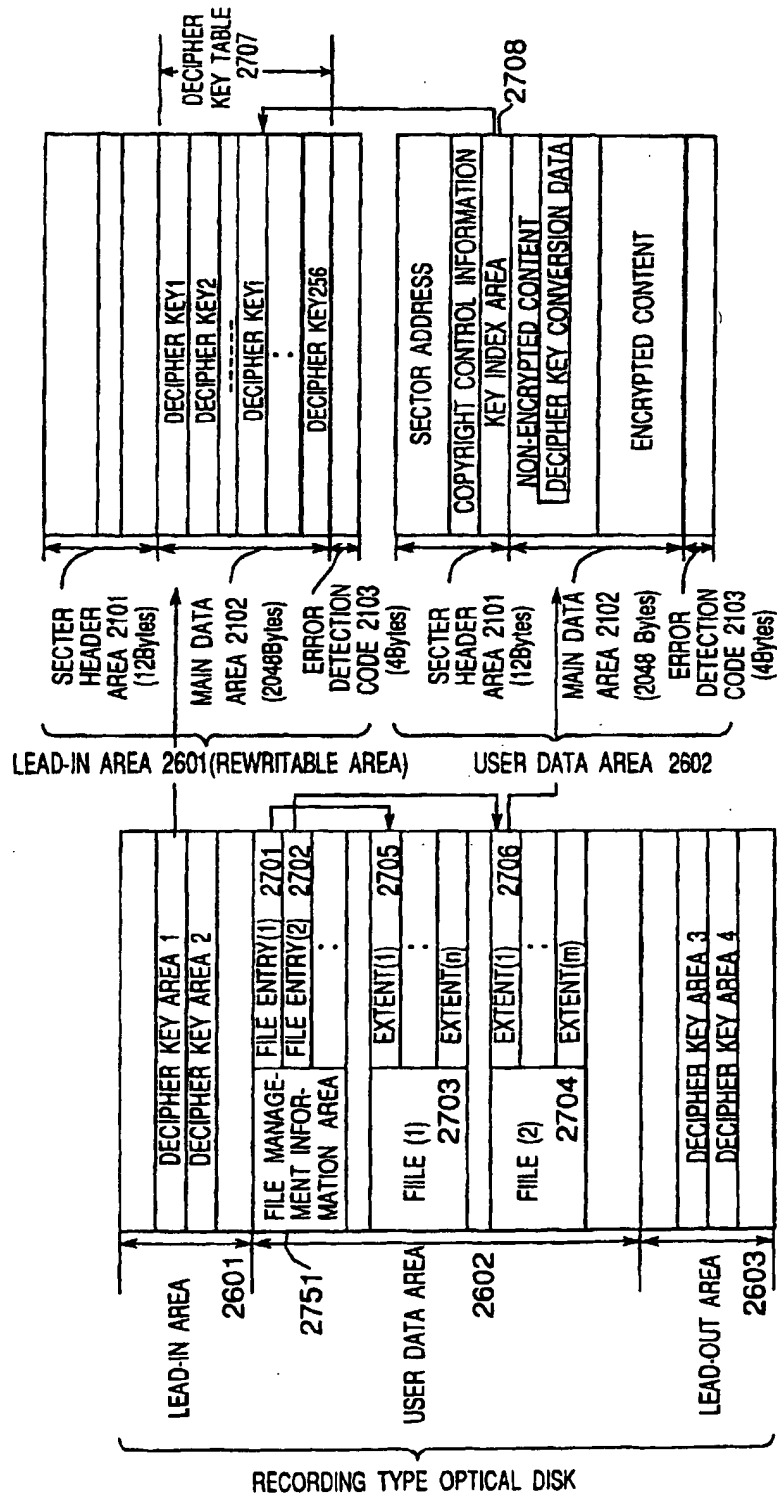 RECORDING TYPE OPTICAL DISK
LEAD-IN AREA
2601
USER DATA AREA
2602
LEAD-OUT AREA
2603
2751
DECIPHER KEY AREA 1
DECIPHER KEY AREA 2
FILE MANAGE-
MENT INFOR-
MATION AREA
FILE ENTRY(1) 2701
FILE ENTRY(2) 2702
FIILE (1)
2703
EXTENT(1) 2705
EXTENT(n)
FIILE (2)
2704
EXTENT(1) 2706
EXTENT(m)
DECIPHER KEY AREA 3
DECIPHER KEY AREA 4
LEAD-IN AREA 2601(REWRITABLE AREA)
SECTER
HEADER
AREA 2101
(12Bytes)
MAIN DATA
AREA 2102
(2048Bytes)
ERROR
DETECTION
CODE 2103
(4Bytes)
DECIPHER KEY1
DECIPHER KEY2
DECIPHER KEYi
DECIPHER KEY256
DECIPHER
KEY TABLE
2707
USER DATA AREA 2602
SECTER
HEADER
AREA 2101
(12Bytes)
MAIN DATA
AREA 2102
(2048 Bytes)
ERROR
DETECTION
CODE 2103
(4Bytes)
SECTOR ADDRESS
COPYRIGHT CONTROL INFORMATION
KEY INDEX AREA
NON-ENCRYPTED CONTENT
DECIPHER KEY CONVERSION DATA
ENCRYPTED CONTENT
2708